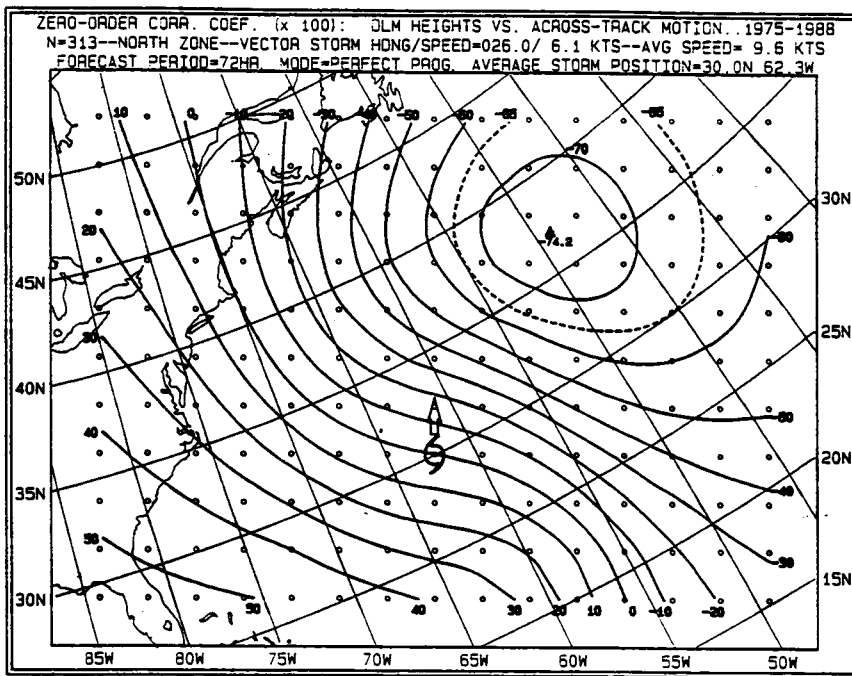 ZERO-ORDER CORR. COEF. (x 100): DLM HEIGHTS VS. ACROSS-TRACK MOTION..1975-1988
N=313--NORTH ZONE--VECTOR STORM HDNG/SPEED=026.0/ 6.1 KTS--AVG SPEED= 9.6 KTS
FORECAST PERIOD=72HR. MODE=PERFECT PROG. AVERAGE STORM POSITION=30.0N 62.3W
10 0 -10 -20 -30 -50 -60 -65 -65
-70
50N
30N
20
-74.2
-60
45N
30
25N
40N
40
-50
20N
35N
-40
50
-30
15N
30N
50 40 30 20 10 0 -10 -20
85W 80W 75W 70W 65W 60W 55W 50W